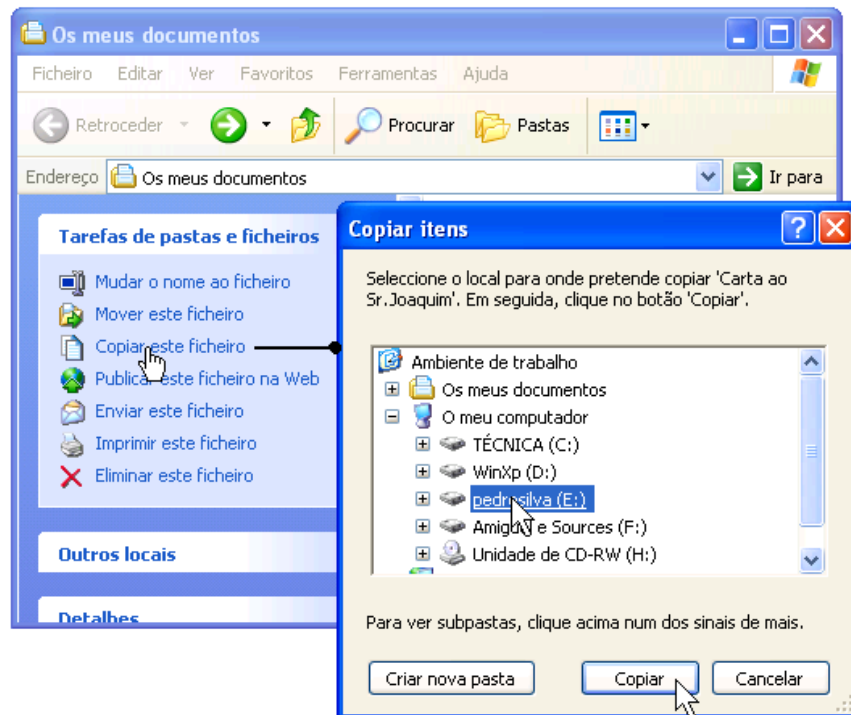 Os meus documentos
Ficheiro Editar Ver Favoritos Ferramentas Ajuda
Retroceder Procurar Pastas
Endereço Os meus documentos Ir para
Tarefas de pastas e ficheiros
Mudar o nome ao ficheiro
Mover este ficheiro
Copiar este ficheiro
Publicar este ficheiro na Web
Enviar este ficheiro
Imprimir este ficheiro
Eliminar este ficheiro
Outros locais
Detalhes
Copiar itens
Seleccione o local para onde pretende copiar 'Carta ao
Sr.Joaquim'. Em seguida, clique no botão 'Copiar'.
Ambiente de trabalho
Os meus documentos
O meu computador
TÉCNICA (C:)
WinXp (D:)
pedrosilva (E:)
e Sources (F:)
Unidade de CD-RW (H:)
Para ver subpastas, clique acima num dos sinais de mais.
Criar nova pasta Copiar Cancelar